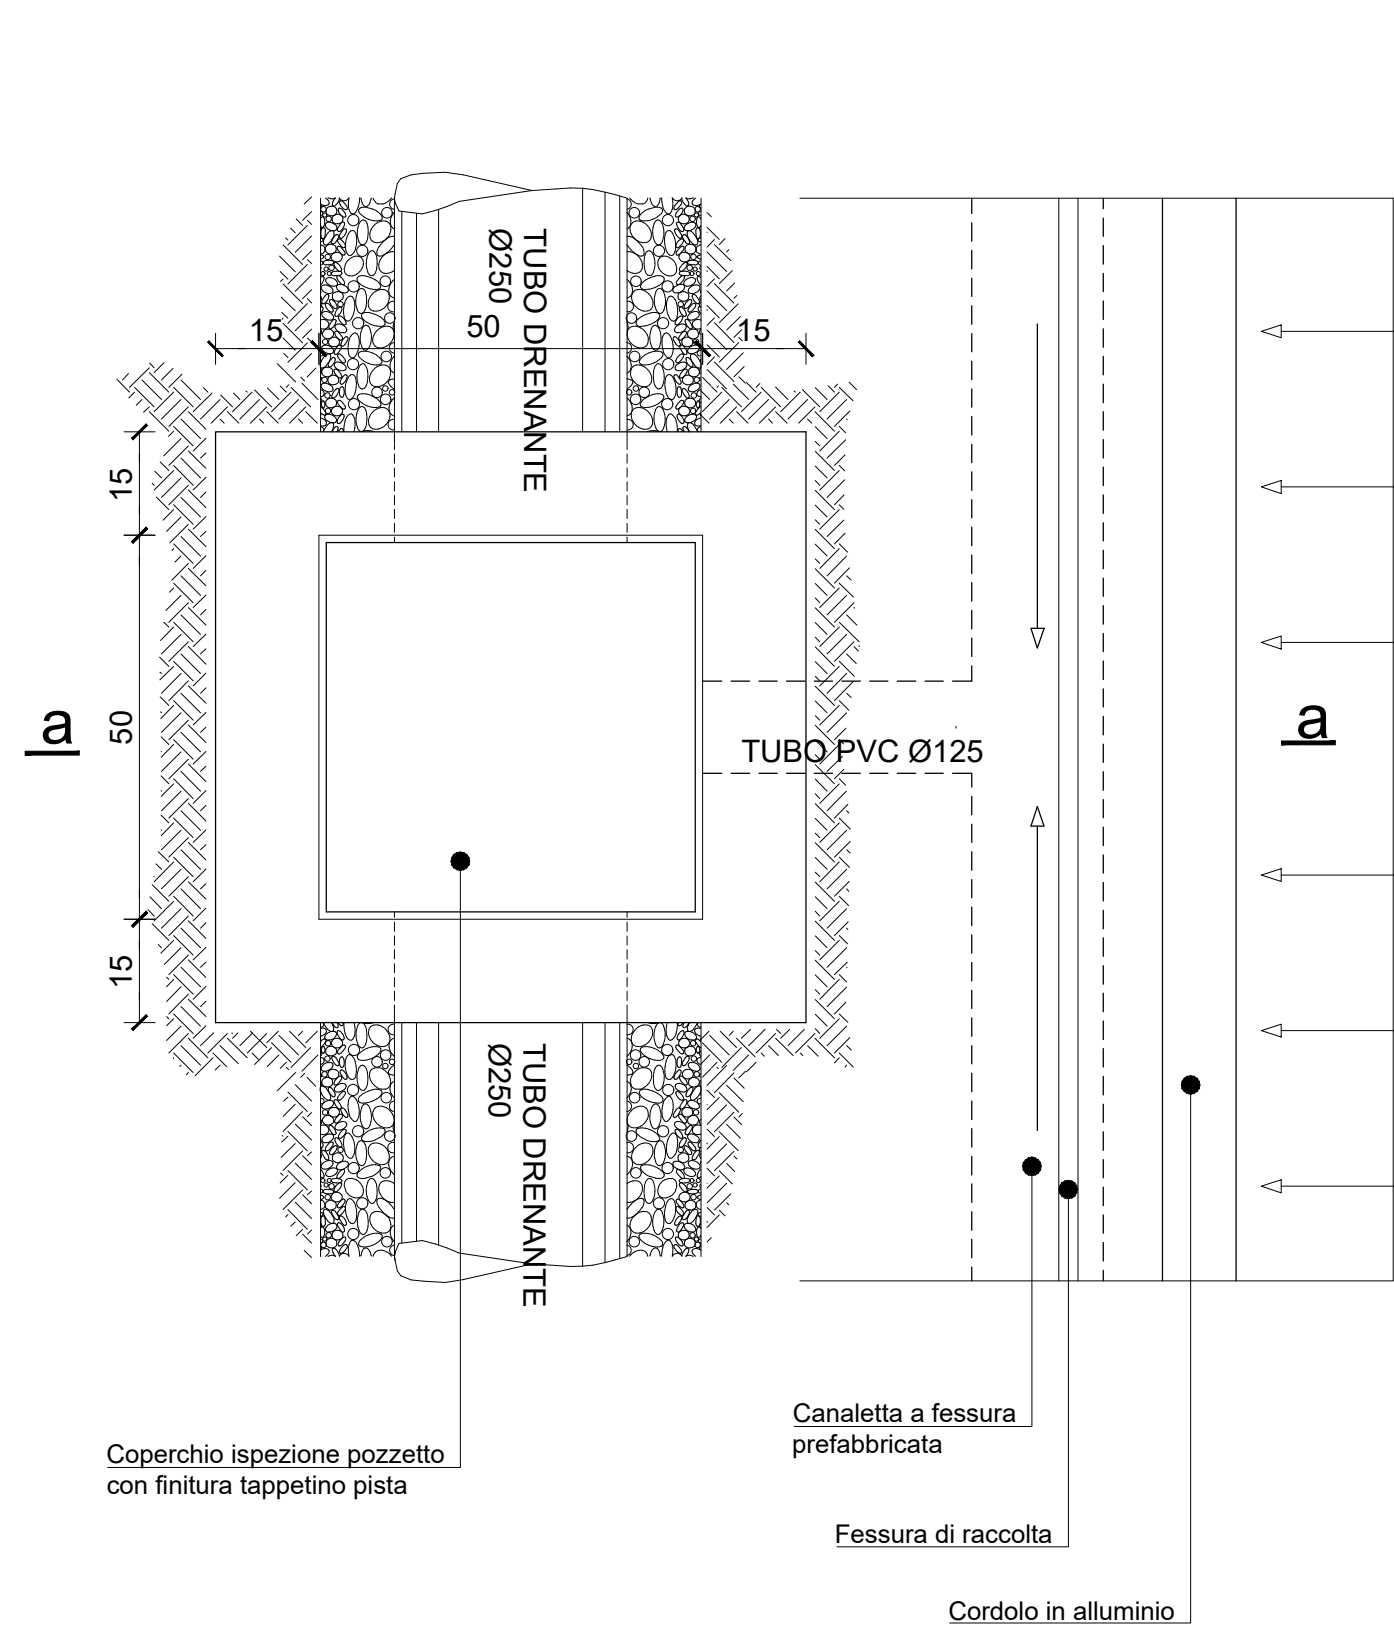 TUBO DRENANTE
Ø250
15
50
15
15
50
15
a
a
TUBO PVC Ø125
TUBO DRENANTE
Ø250
Canaletta a fessura
prefabbricata
Coperchio ispezione pozzetto
con finitura tappetino pista
Fessura di raccolta
Cordolo in alluminio